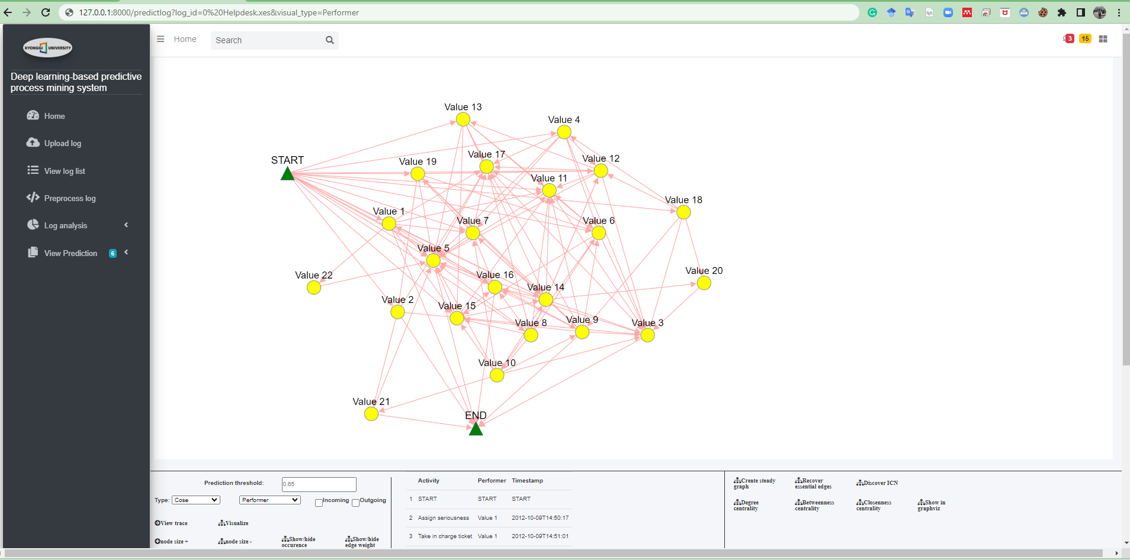 127.0.0.1:8000/predictlog?log_id=0%20Helpdesk.xes&visual_type=Performer
KYONGGI UNIVERSITY
Home
Search
3
15
Deep learning-based predictive
process mining system
Home
Upload log
View log list
Preprocess log
Log analysis
View Prediction 6
Value 13
Value 4
Value 17
Value 12
START
Value 19
Value 11
Value 18
Value 1
Value 7
Value 6
Value 5
Value 20
Value 22
Value 16
Value 14
Value 2
Value 15
Value 8
Value 9
Value 3
Value 10
Value 21
END
Prediction threshold: 0.65
Type: Cose Performer Incoming Outgoing
View trace Visualize
node size + node size - Show/hide occurence Show/hide edge weight
Activity Performer Timestamp
1 START START START
2 Assign seriousness Value 1 2012-10-09T14:50:17
3 Take in charge ticket Value 1 2012-10-09T14:51:01
Create steady graph Recover essential edges Discover ICN
Degree centrality Betweenness centrality Closenness centrality Show in graphviz